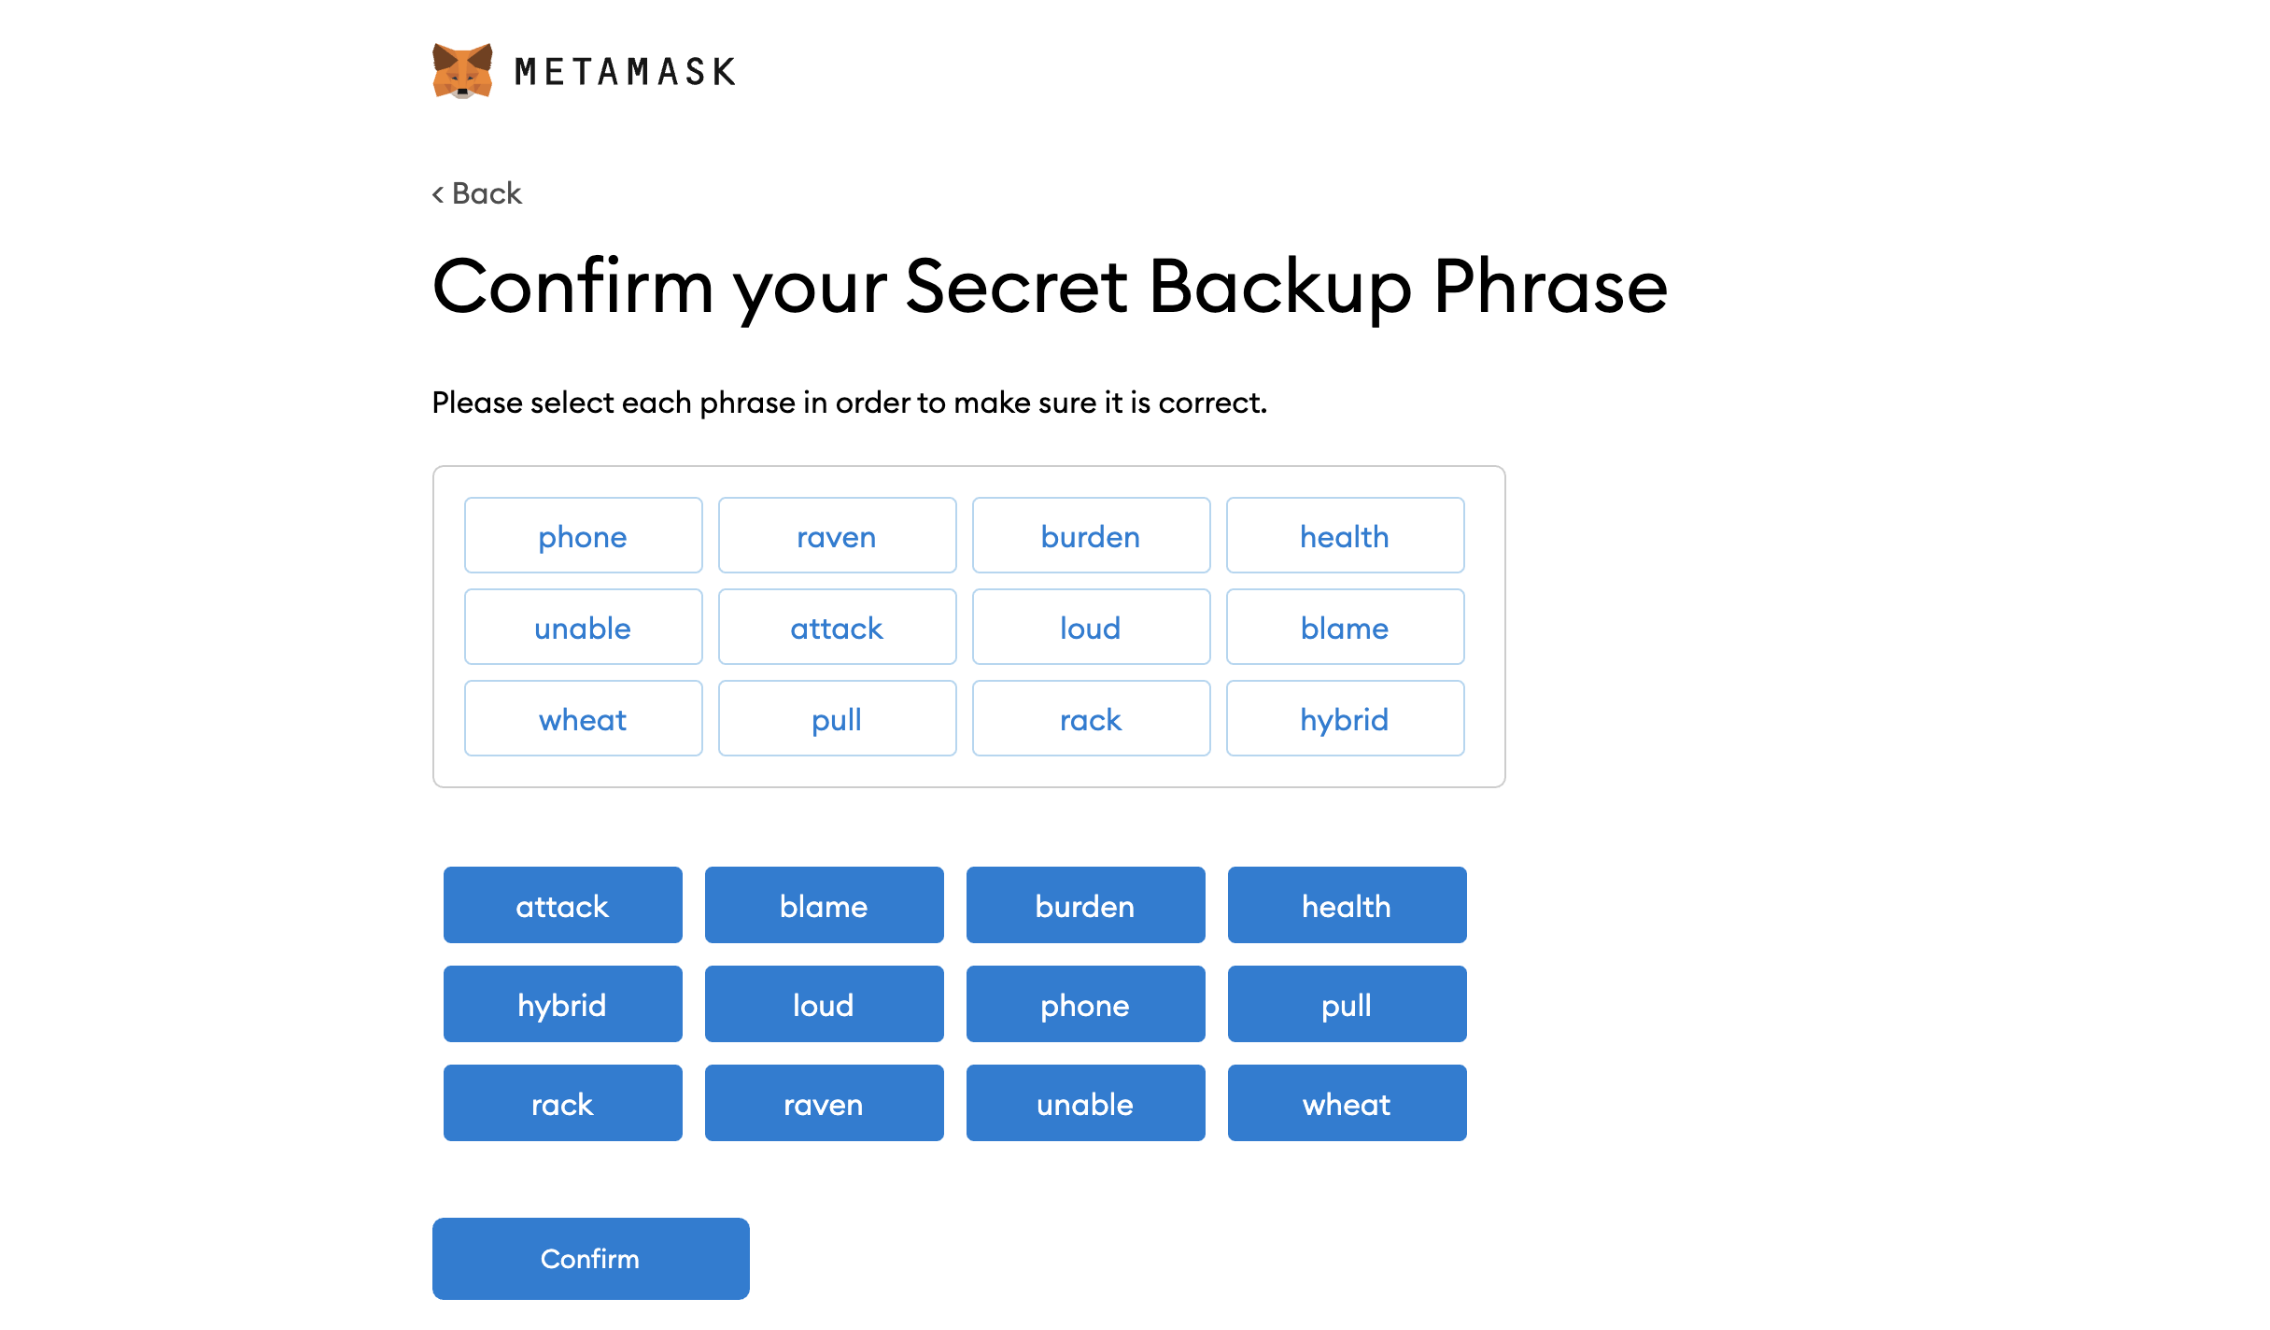 METAMASK
< Back
Confirm your Secret Backup Phrase
Please select each phrase in order to make sure it is correct.
phone raven burden health
unable attack loud blame
wheat pull rack hybrid
attack blame burden health
hybrid loud phone pull
rack raven unable wheat
Confirm